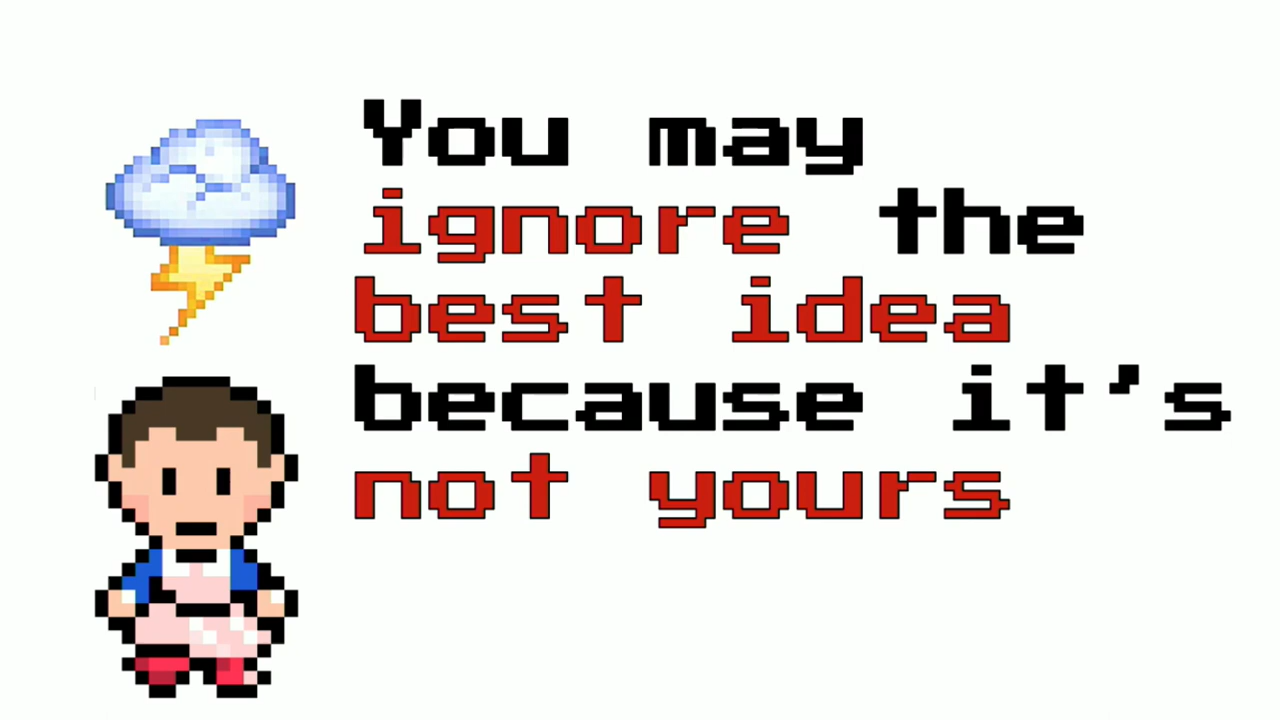 You may
ignore the
best idea
because it's
not yours